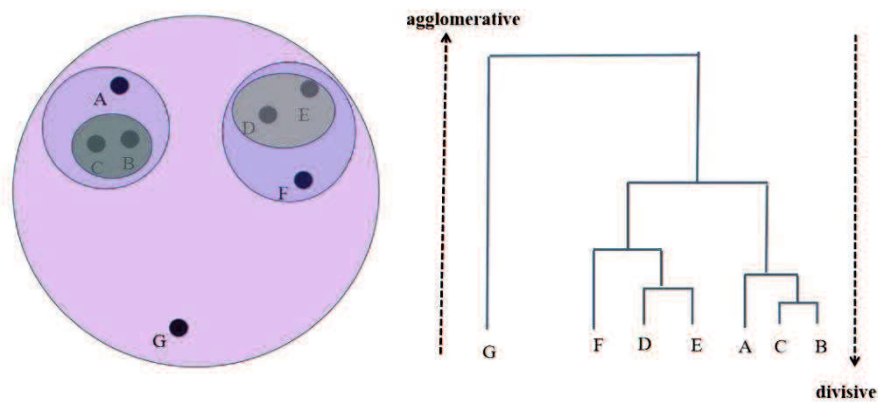 agglomerative
A
C B
D E
F
G
G F D E A C B
divisive